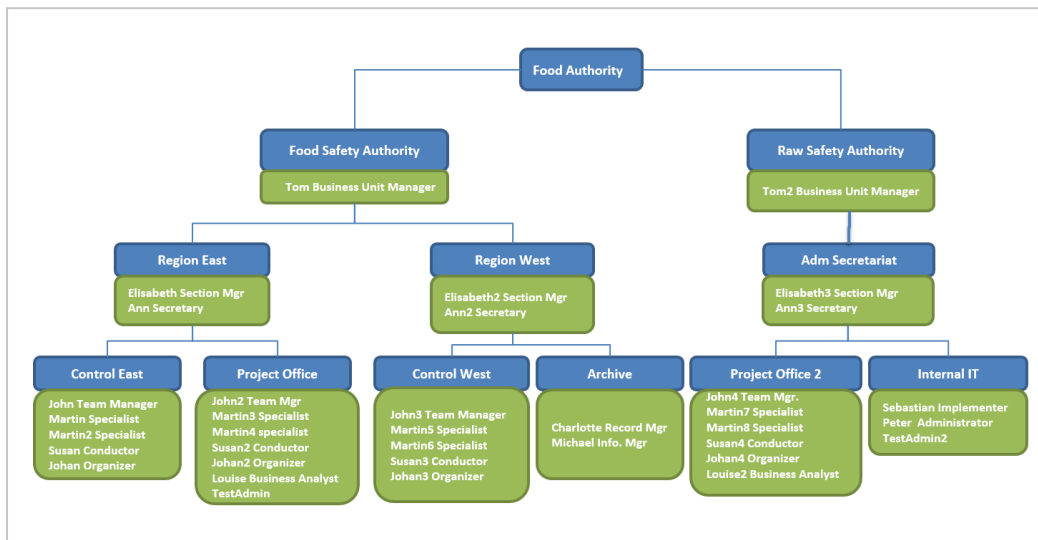 Food Authority
Food Safety Authority
Tom Business Unit Manager
Raw Safety Authority
Tom2 Business Unit Manager
Region East
Elisabeth Section Mgr
Ann Secretary
Region West
Elisabeth2 Section Mgr
Ann2 Secretary
Adm Secretariat
Elisabeth3 Section Mgr
Ann3 Secretary
Control East
John Team Manager
Martin Specialist
Martin2 Specialist
Susan Conductor
Johan Organizer
Project Office
John2 Team Mgr
Martin3 Specialist
Martin4 specialist
Susan2 Conductor
Johan2 Organizer
Louise Business Analyst
TestAdmin
Control West
John3 Team Manager
Martin5 Specialist
Martin6 Specialist
Susan3 Conductor
Johan3 Organizer
Archive
Charlotte Record Mgr
Michael Info. Mgr
Project Office 2
John4 Team Mgr.
Martin7 Specialist
Martin8 Specialist
Susan4 Conductor
Johan4 Organizer
Louise2 Business Analyst
Internal IT
Sebastian Implementer
Peter  Administrator
TestAdmin2